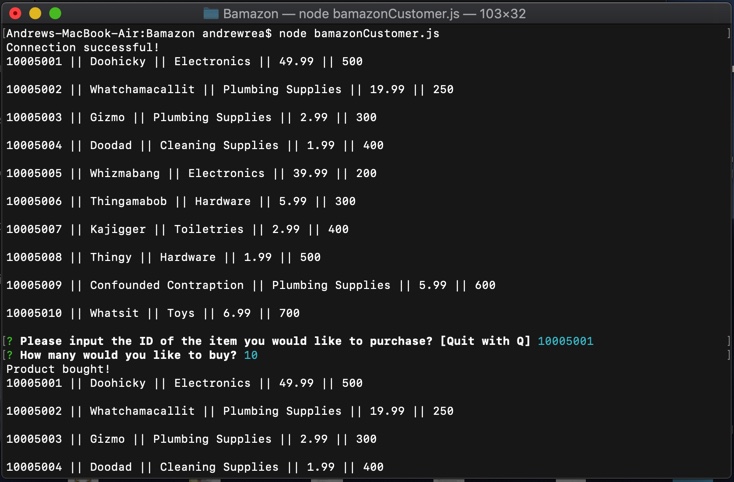 Bamazon — node bamazonCustomer.js — 103×32
[Andrews-MacBook-Air:Bamazon andrewrea$ node bamazonCustomer.js ]
Connection successful!
10005001 || Doohicky || Electronics || 49.99 || 500
10005002 || Whatchamacallit || Plumbing Supplies || 19.99 || 250
10005003 || Gizmo || Plumbing Supplies || 2.99 || 300
10005004 || Doodad || Cleaning Supplies || 1.99 || 400
10005005 || Whizmabang || Electronics || 39.99 || 200
10005006 || Thingamabob || Hardware || 5.99 || 300
10005007 || Kajigger || Toiletries || 2.99 || 400
10005008 || Thingy || Hardware || 1.99 || 500
10005009 || Confounded Contraption || Plumbing Supplies || 5.99 || 600
10005010 || Whatsit || Toys || 6.99 || 700
[? Please input the ID of the item you would like to purchase? [Quit with Q] 10005001 ]
[? How many would you like to buy? 10 ]
Product bought!
10005001 || Doohicky || Electronics || 49.99 || 500
10005002 || Whatchamacallit || Plumbing Supplies || 19.99 || 250
10005003 || Gizmo || Plumbing Supplies || 2.99 || 300
10005004 || Doodad || Cleaning Supplies || 1.99 || 400